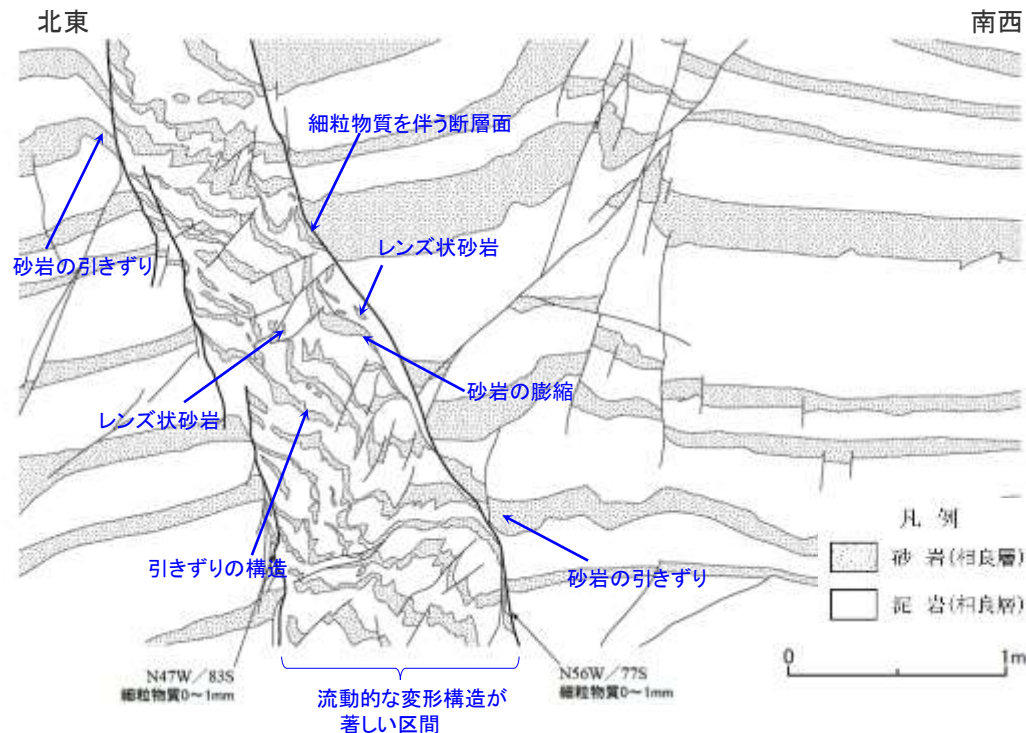 北東
南西
細粒物質を伴う断層面
レンズ状砂岩
砂岩の引きずり
砂岩の膨縮
レンズ状砂岩
引きずりの構造
砂岩の引きずり
凡 例
砂 岩(相良層)
泥 岩(相良層)
0
1m
N47W/83S
細粒物質0~1mm
N56W/77S
細粒物質0~1mm
流動的な変形構造が
著しい区間